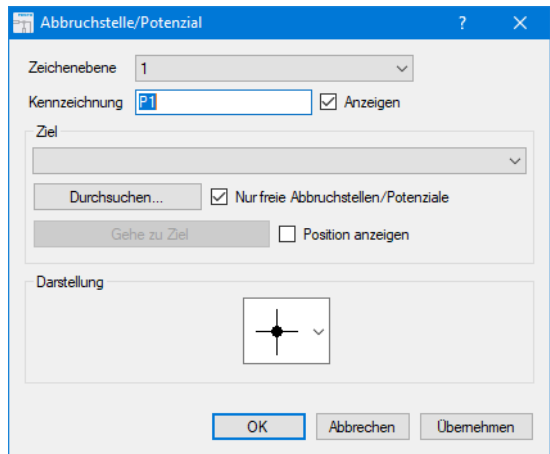 Abbruchstelle/Potenzial
Zeichenebene 1
Kennzeichnung P1 Anzeigen
Ziel
Durchsuchen... Nur freie Abbruchstellen/Potenziale
Gehe zu Ziel Position anzeigen
Darstellung
OK Abbrechen Übernehmen